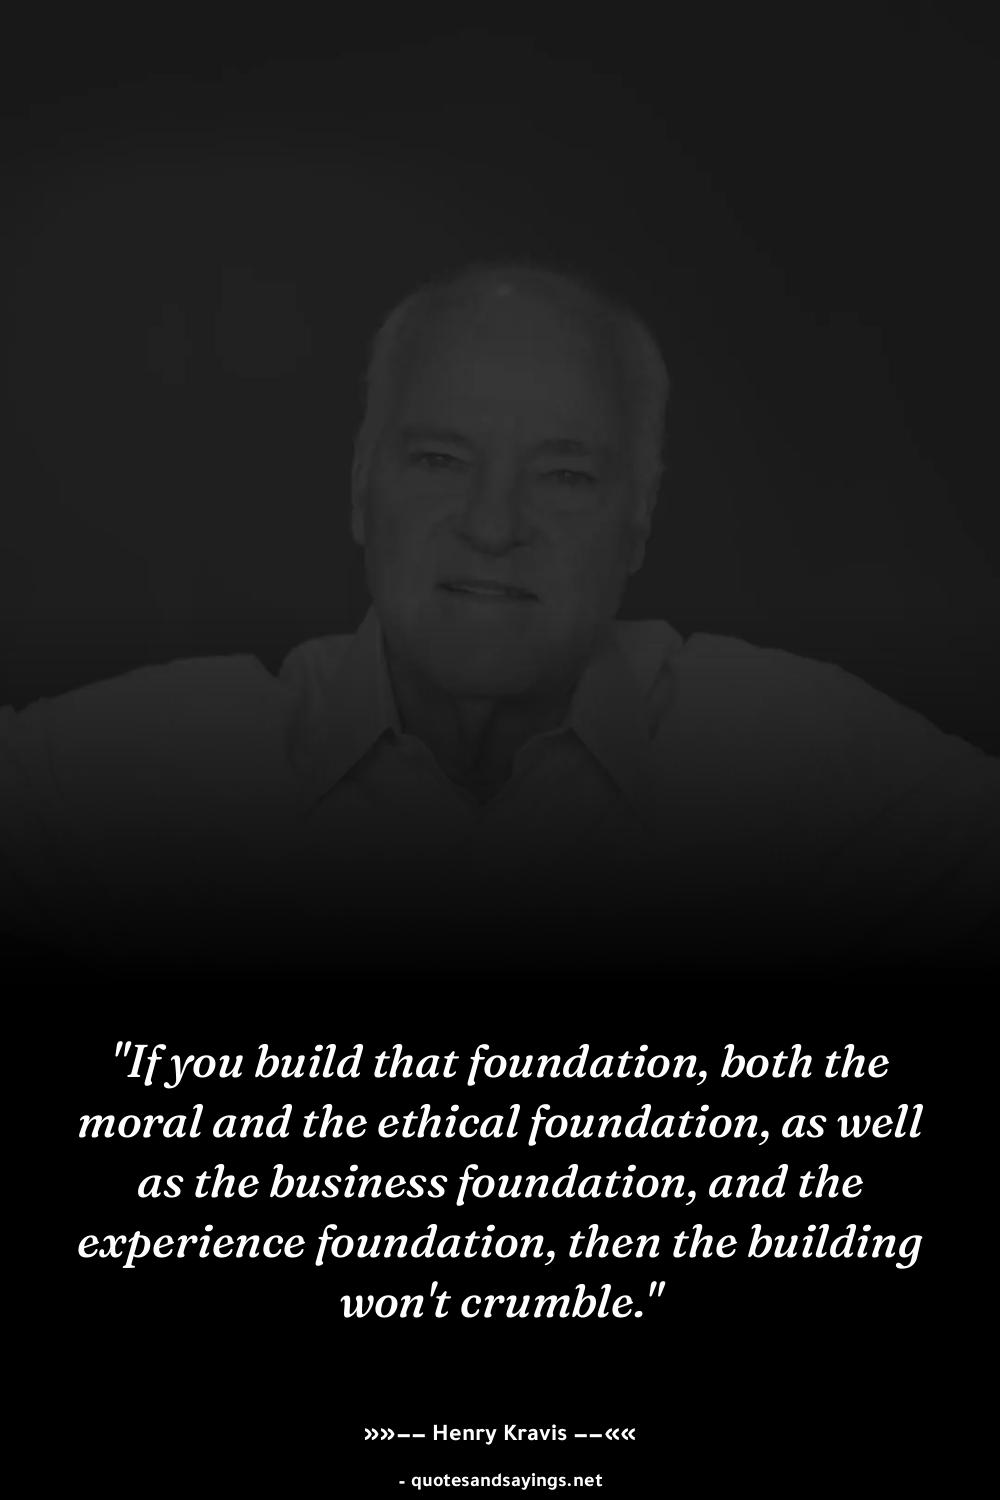 "If you build that foundation, both the
moral and the ethical foundation, as well
as the business foundation, and the
experience foundation, then the building
won't crumble."
»»-- Henry Kravis --««
- quotesandsayings.net